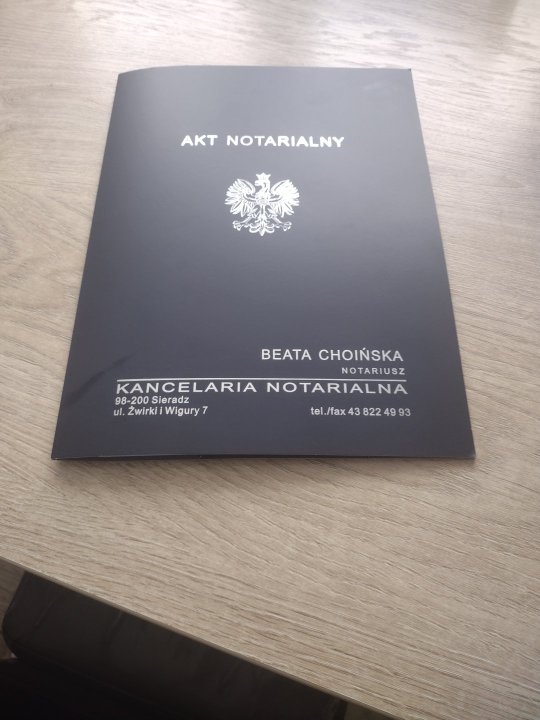 AKT NOTARIALNY
BEATA CHOIŃSKA
NOTARIUSZ
KANCELARIA NOTARIALNA
98-200 Sieradz
ul. Żwirki i Wigury 7 tel./fax 43 822 49 93